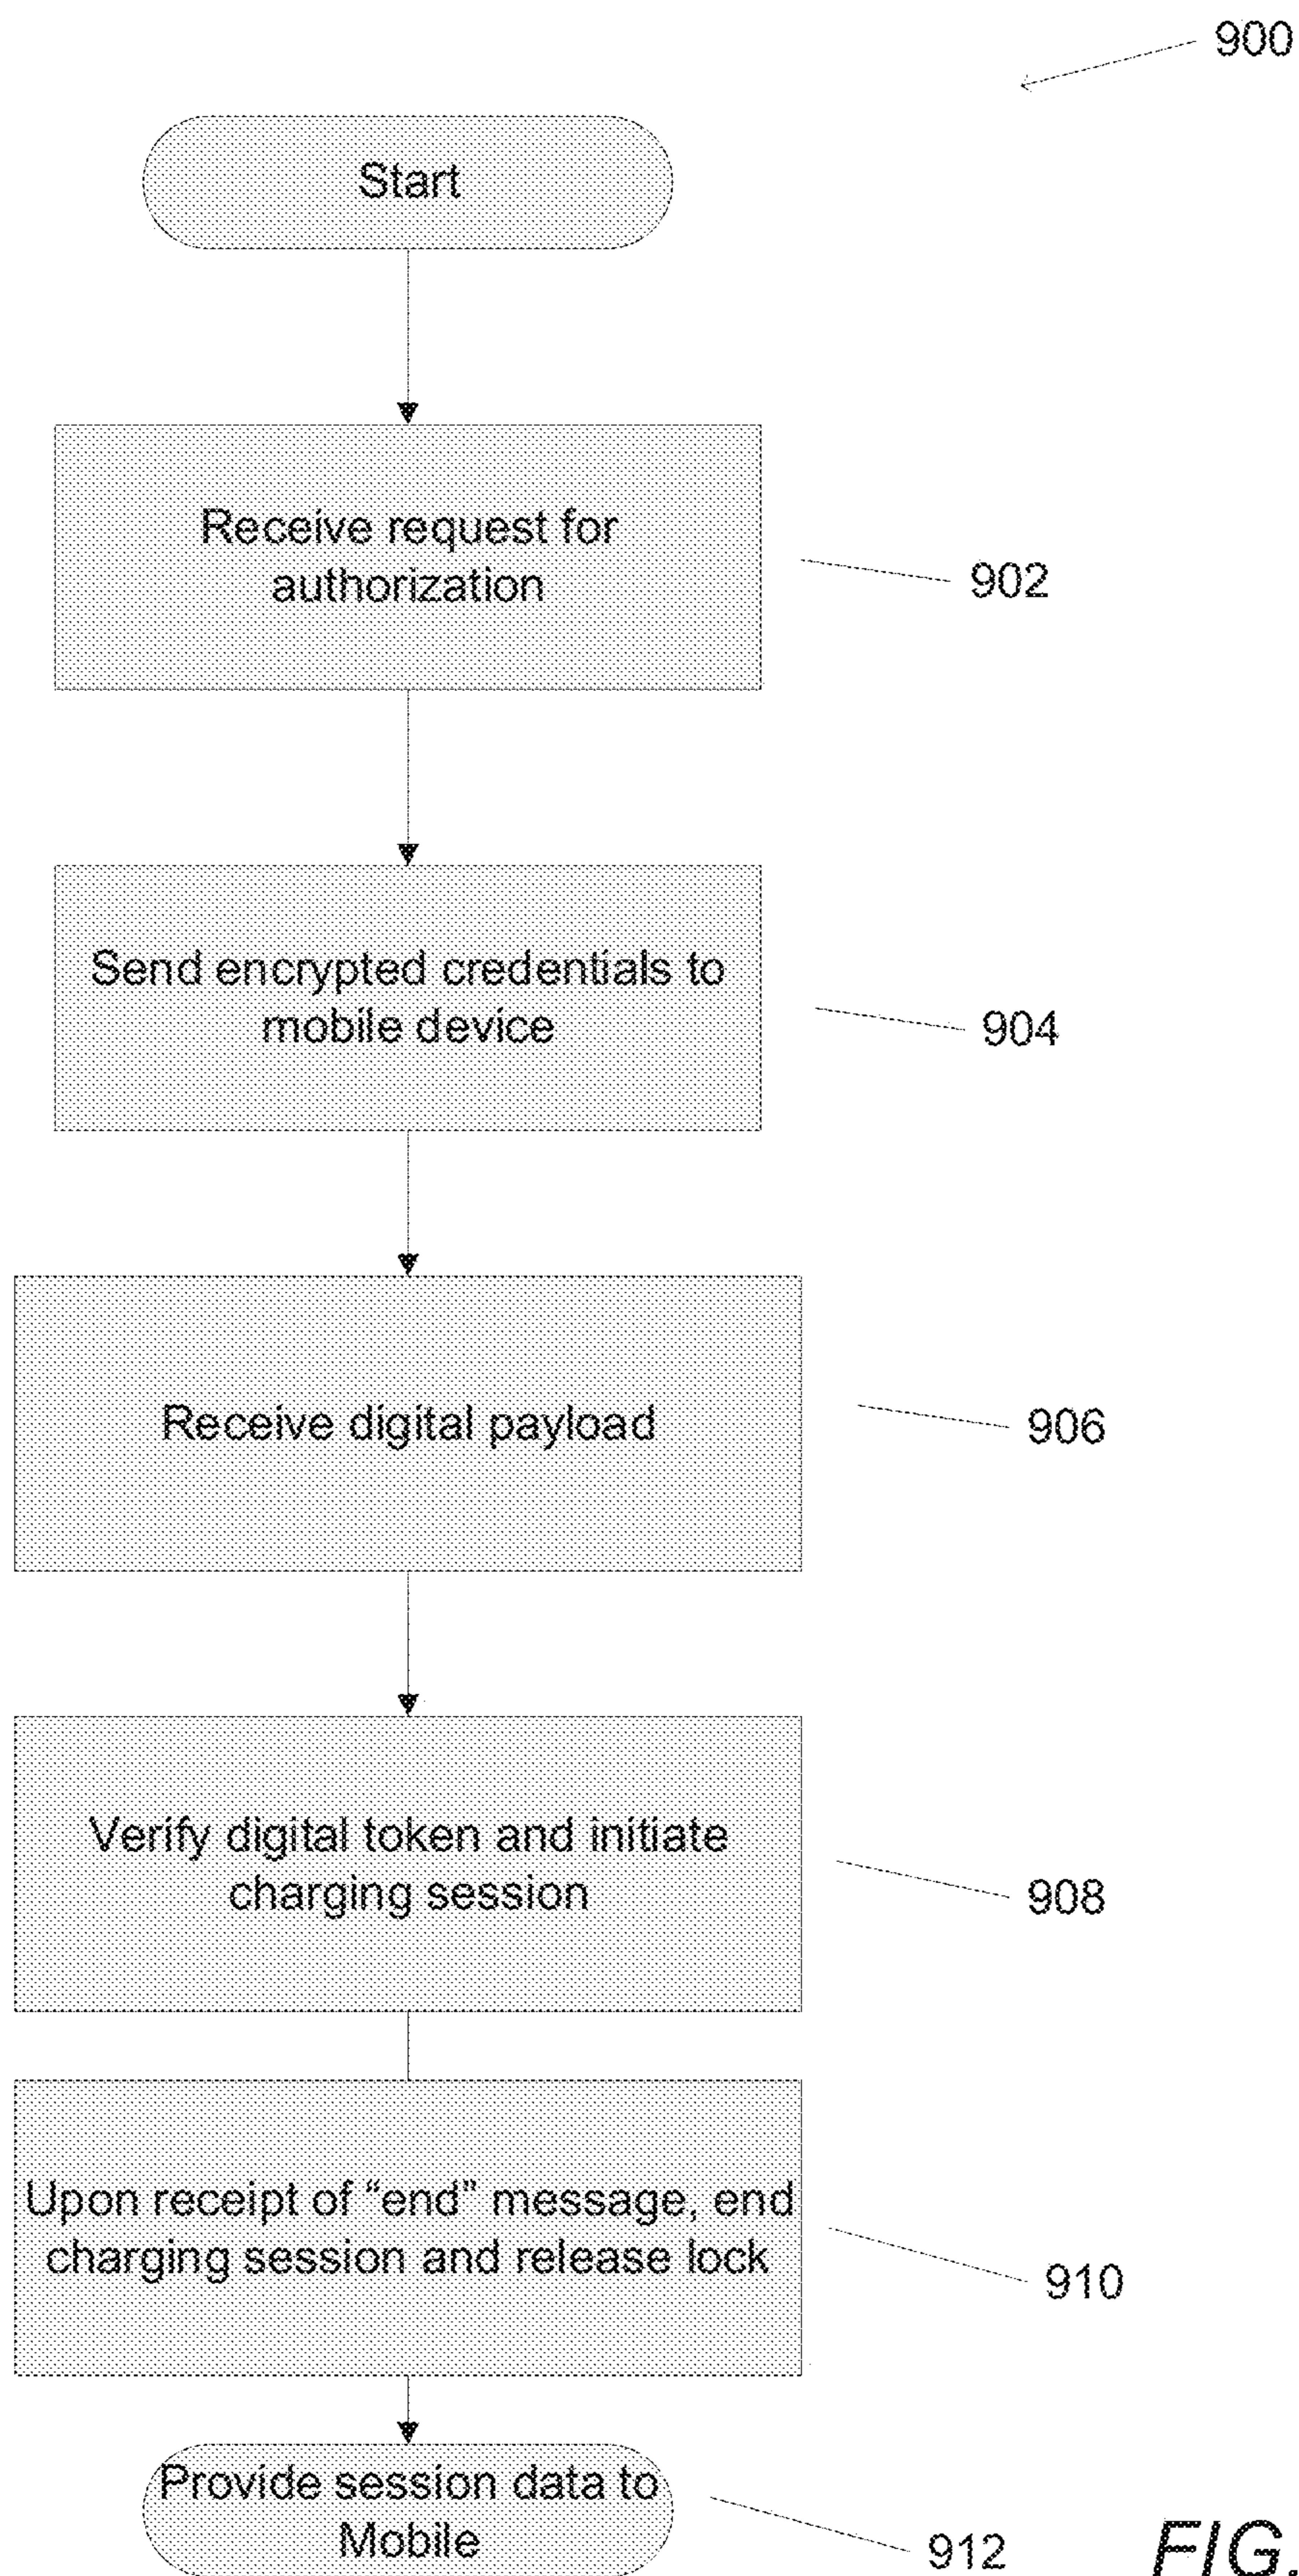 900
Start
Receive request for
authorization
902
Send encrypted credentials to
mobile device
904
Receive digital payload
906
Verify digital token and initiate
charging session
908
Upon receipt of “end” message, end
charging session and release lock
910
Provide session data to
Mobile
912
FIG.